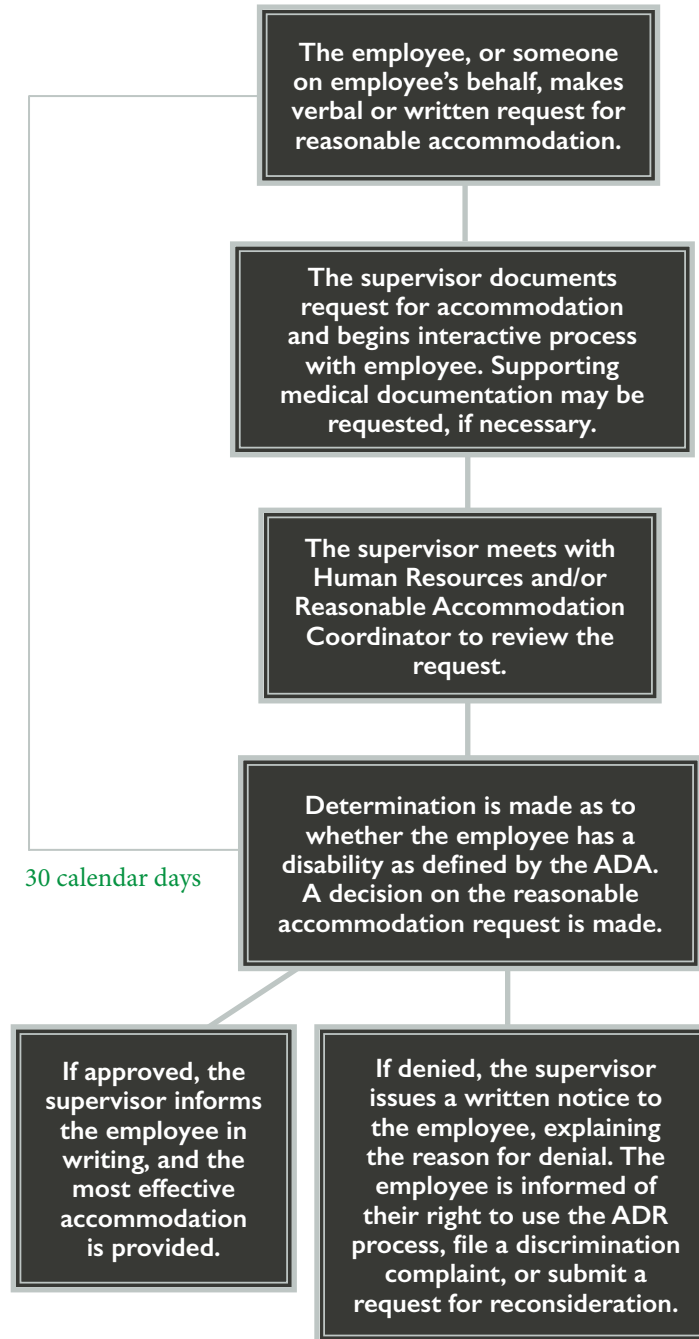 The employee, or someone
on employee’s behalf, makes
verbal or written request for
reasonable accommodation.
The supervisor documents
request for accommodation
and begins interactive process
with employee. Supporting
medical documentation may be
requested, if necessary.
The supervisor meets with
Human Resources and/or
Reasonable Accommodation
Coordinator to review the
request.
Determination is made as to
whether the employee has a
disability as defined by the ADA.
A decision on the reasonable
accommodation request is made.
30 calendar days
If approved, the
supervisor informs
the employee in
writing, and the
most effective
accommodation
is provided.
If denied, the supervisor
issues a written notice to
the employee, explaining
the reason for denial. The
employee is informed of
their right to use the ADR
process, file a discrimination
complaint, or submit a
request for reconsideration.